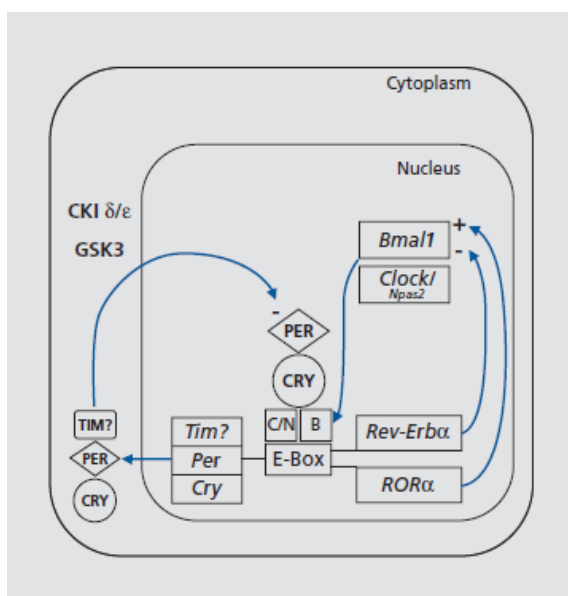 Cytoplasm
Nucleus
CKI δ/ε
GSK3
Bmal1
+
-
Clock/
Npas2
-
PER
CRY
TIM?
PER
CRY
Tim?
Per
Cry
C/N
B
E-Box
Rev-Erbα
RORα